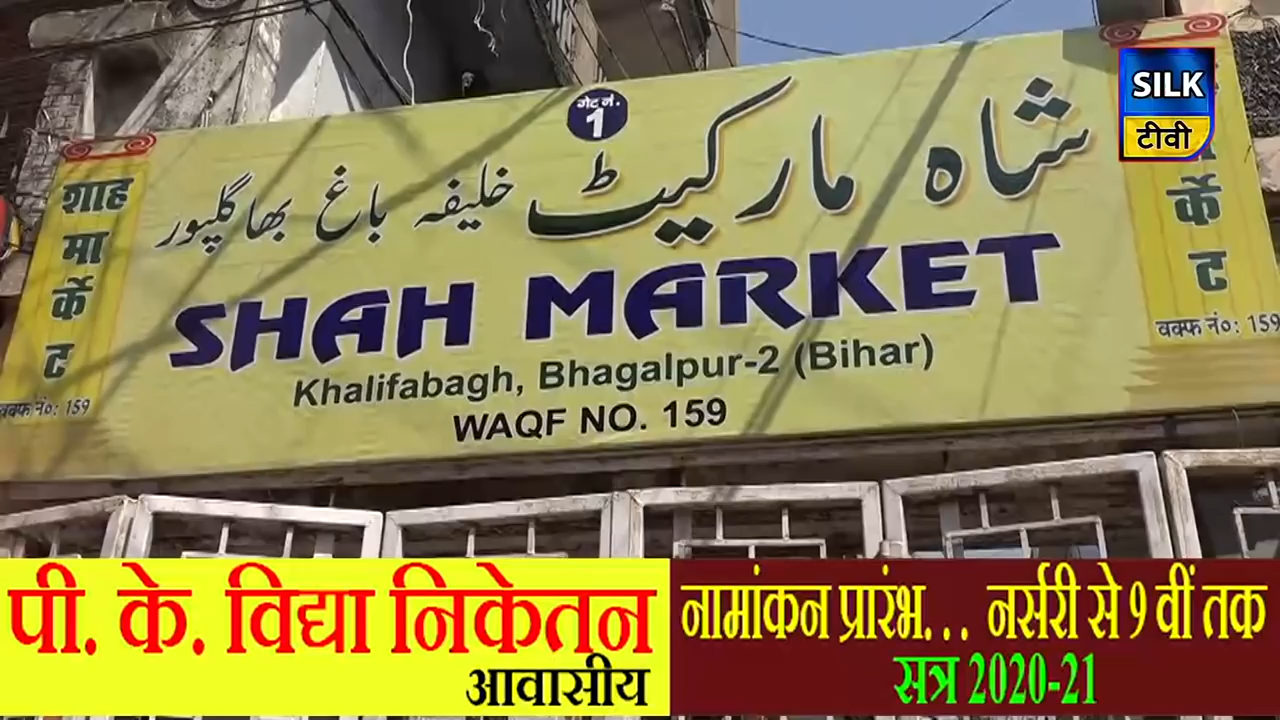 SILK
टीवी
गेट नं.
1
شاہ مارکیٹ خلیفہ باغ بھاگلپور
शाह
मा
र्के
ट
वक्फ नं०: 159
SHAH MARKET
Khalifabagh, Bhagalpur-2 (Bihar)
WAQF NO. 159
र्के
ट
वक्फ नं०: 159
पी. के. विद्या निकेतन
आवासीय
नामांकन प्रारंभ... नर्सरी से 9 वीं तक
सत्र 2020-21